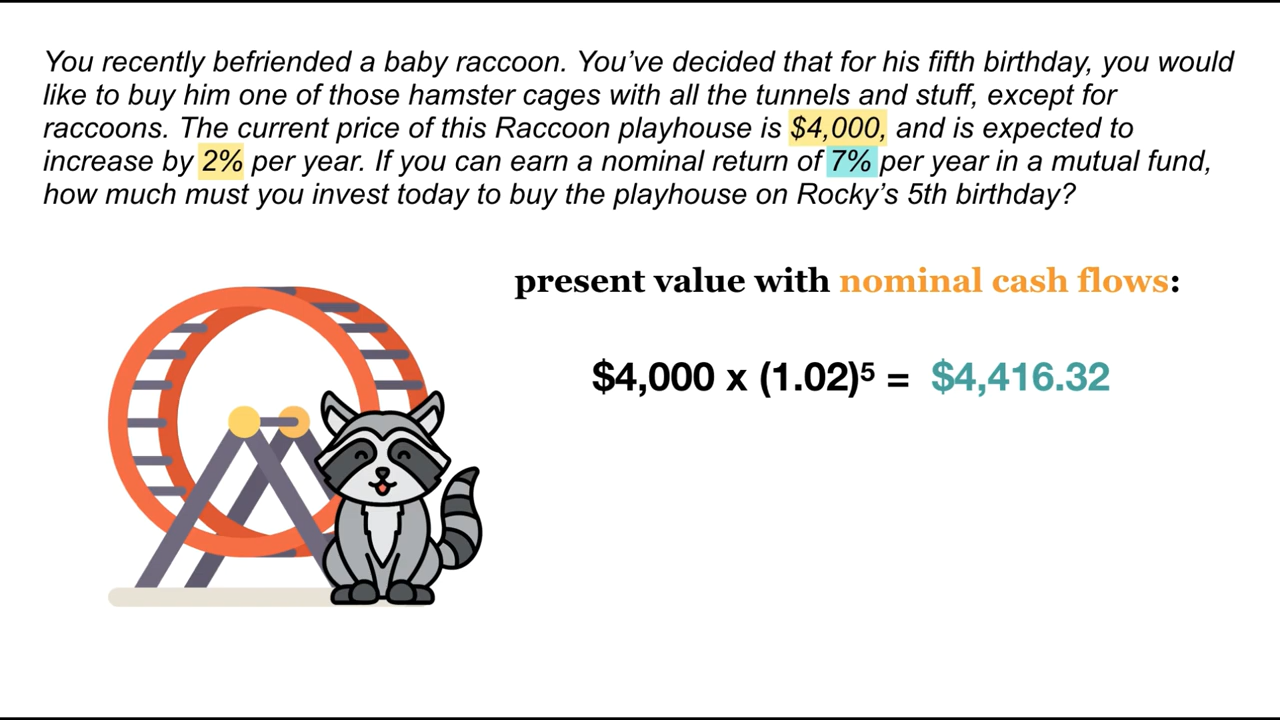 You recently befriended a baby raccoon. You’ve decided that for his fifth birthday, you would
like to buy him one of those hamster cages with all the tunnels and stuff, except for
raccoons. The current price of this Raccoon playhouse is $4,000, and is expected to
increase by 2% per year. If you can earn a nominal return of 7% per year in a mutual fund,
how much must you invest today to buy the playhouse on Rocky’s 5th birthday?
present value with nominal cash flows:
$4,000 x (1.02)⁵ = $4,416.32